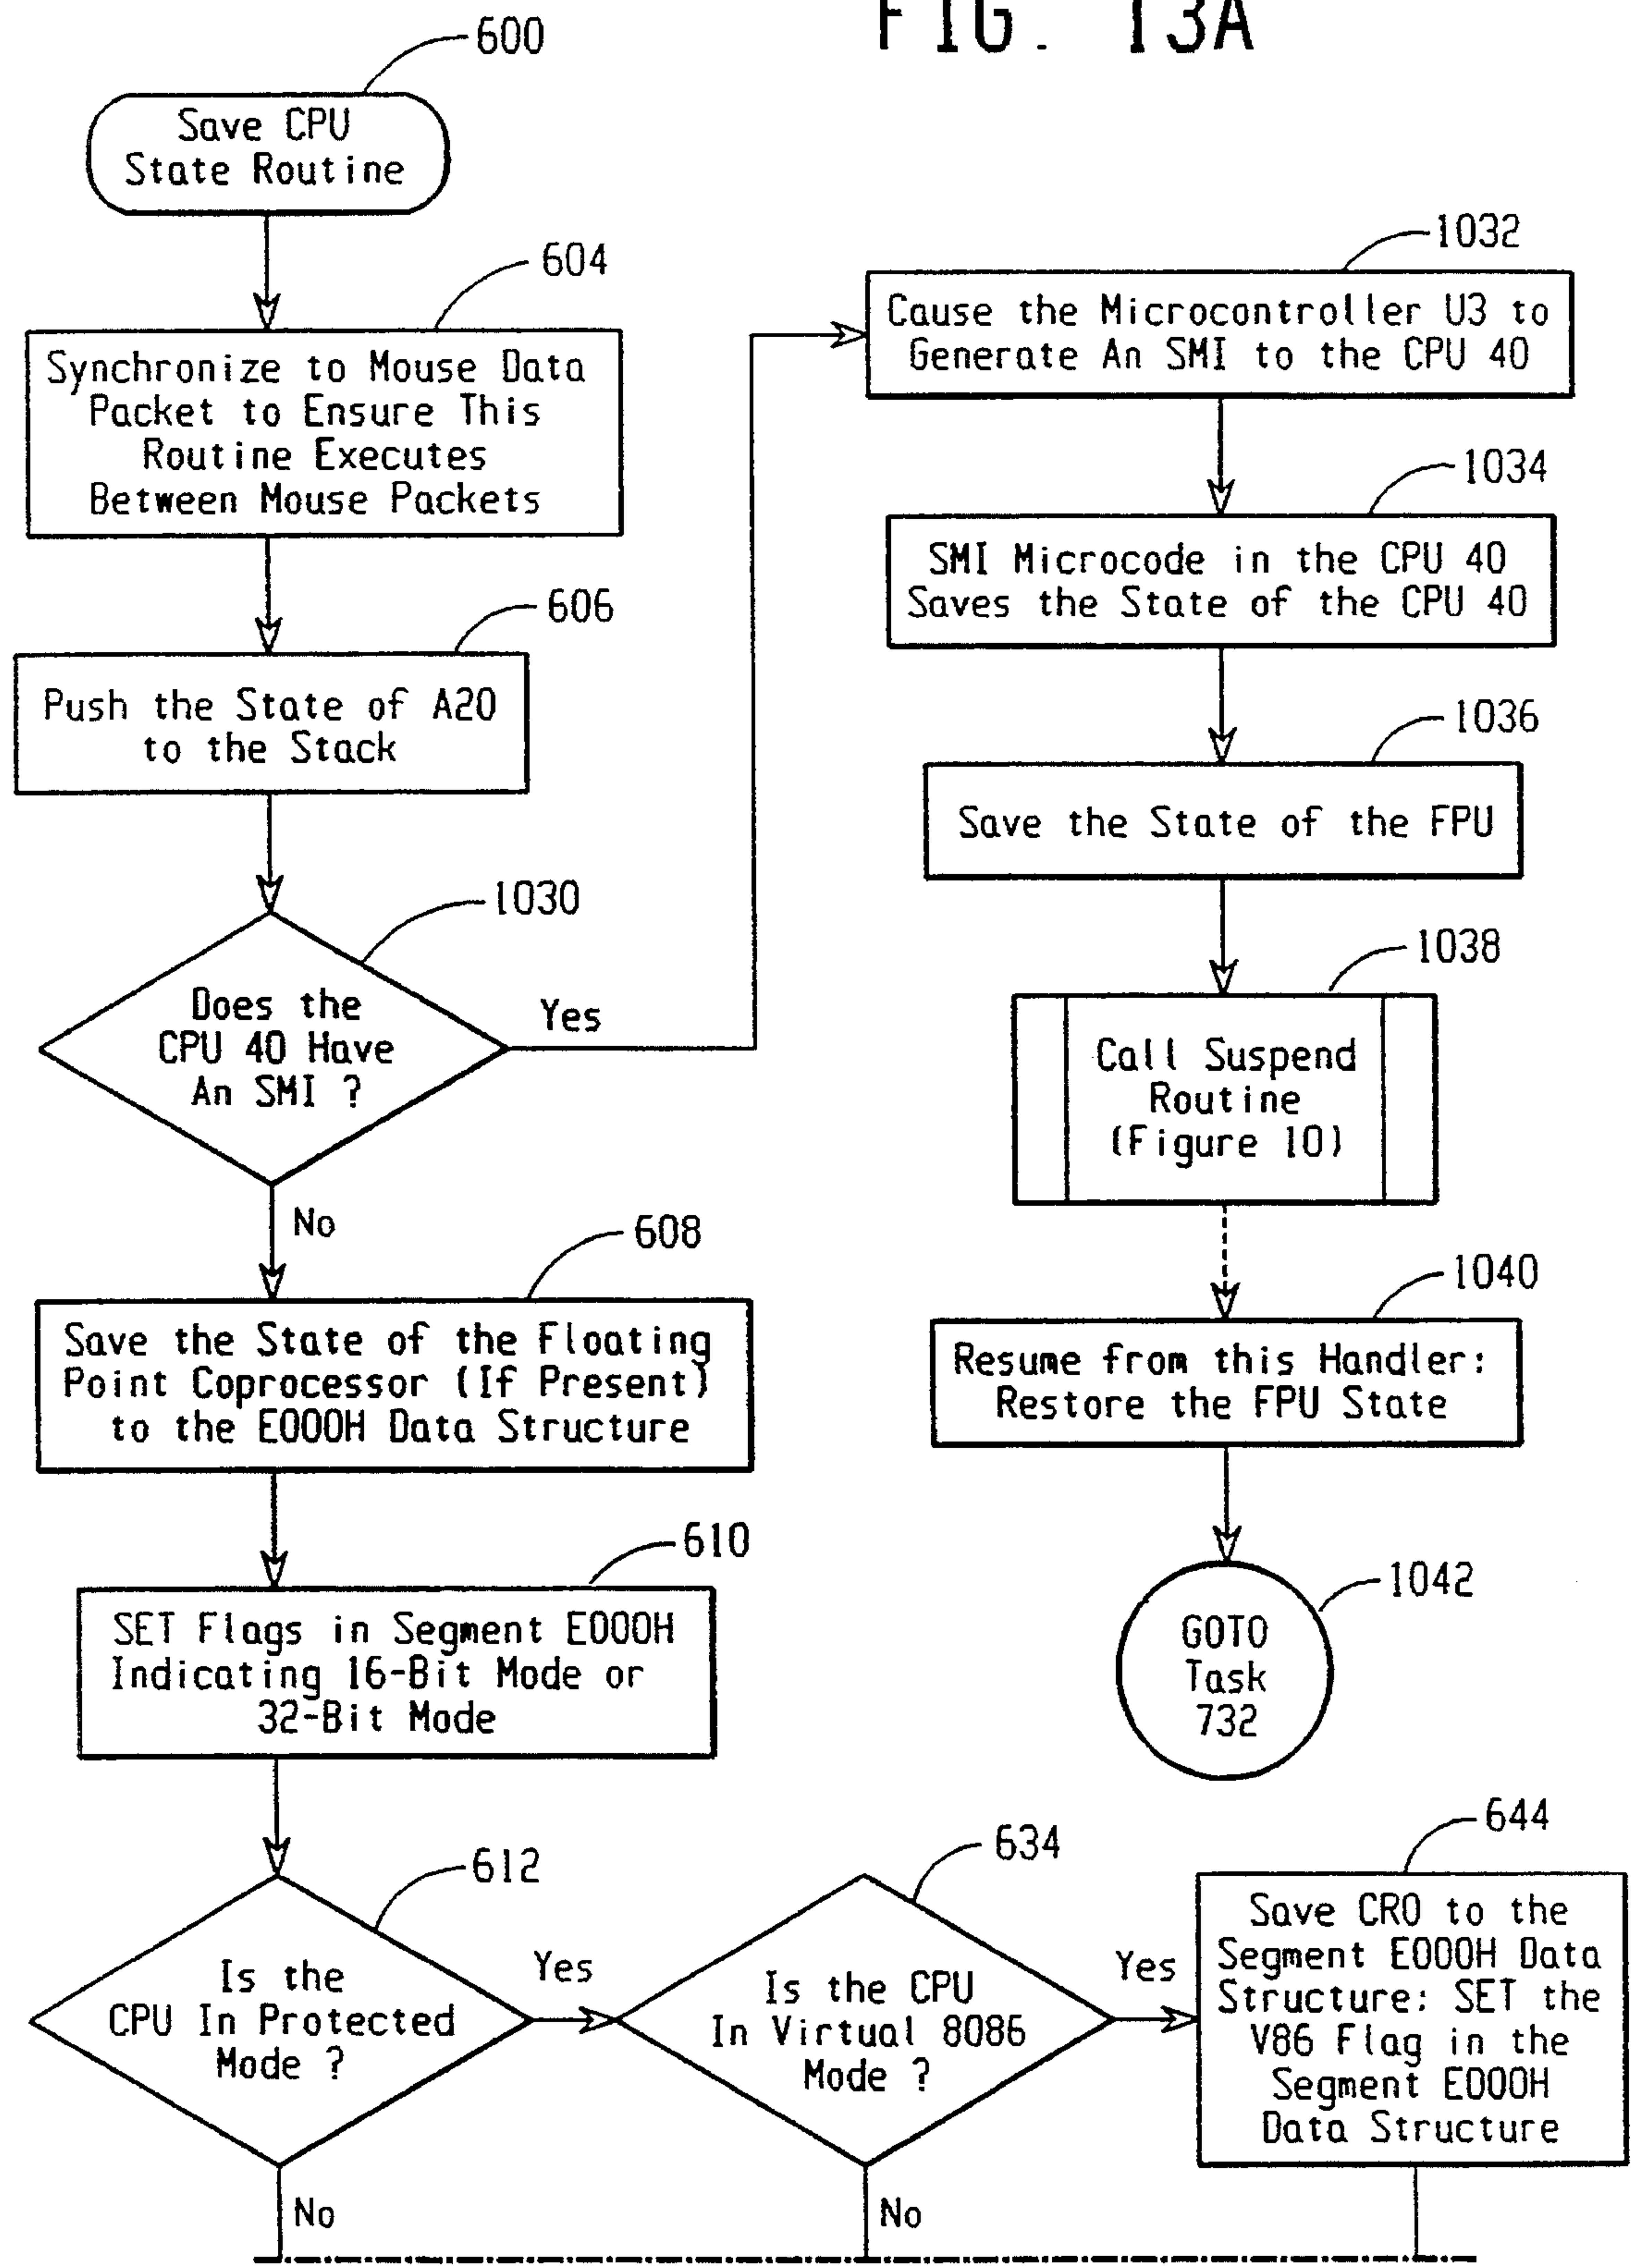 FIG. 13A
600
Save CPU
State Routine
604
Synchronize to Mouse Data
Packet to Ensure This
Routine Executes
Between Mouse Packets
606
Push the State of A20
to the Stack
1030
Does the
CPU 40 Have
An SMI ?
Yes
No
608
Save the State of the Floating
Point Coprocessor (If Present)
to the E000H Data Structure
610
SET Flags in Segment E000H
Indicating 16-Bit Mode or
32-Bit Mode
612
Is the
CPU In Protected
Mode ?
Yes
No
634
Is the CPU
In Virtual 8086
Mode ?
Yes
No
644
Save CR0 to the
Segment E000H Data
Structure: SET the
V86 Flag in the
Segment E000H
Data Structure
1032
Cause the Microcontroller U3 to
Generate An SMI to the CPU 40
1034
SMI Microcode in the CPU 40
Saves the State of the CPU 40
1036
Save the State of the FPU
1038
Call Suspend
Routine
(Figure 10)
1040
Resume from this Handler:
Restore the FPU State
1042
GOTO
Task
732